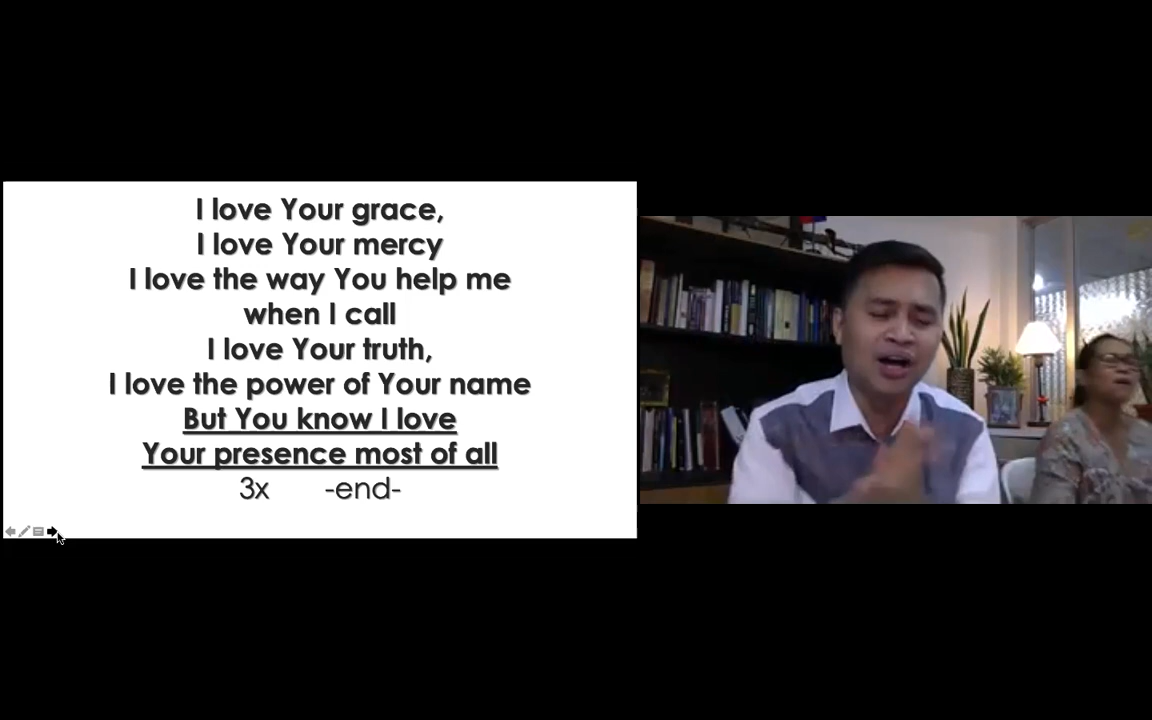 I love Your grace,
I love Your mercy
I love the way You help me
when I call
I love Your truth,
I love the power of Your name
But You know I love
Your presence most of all
3x -end-